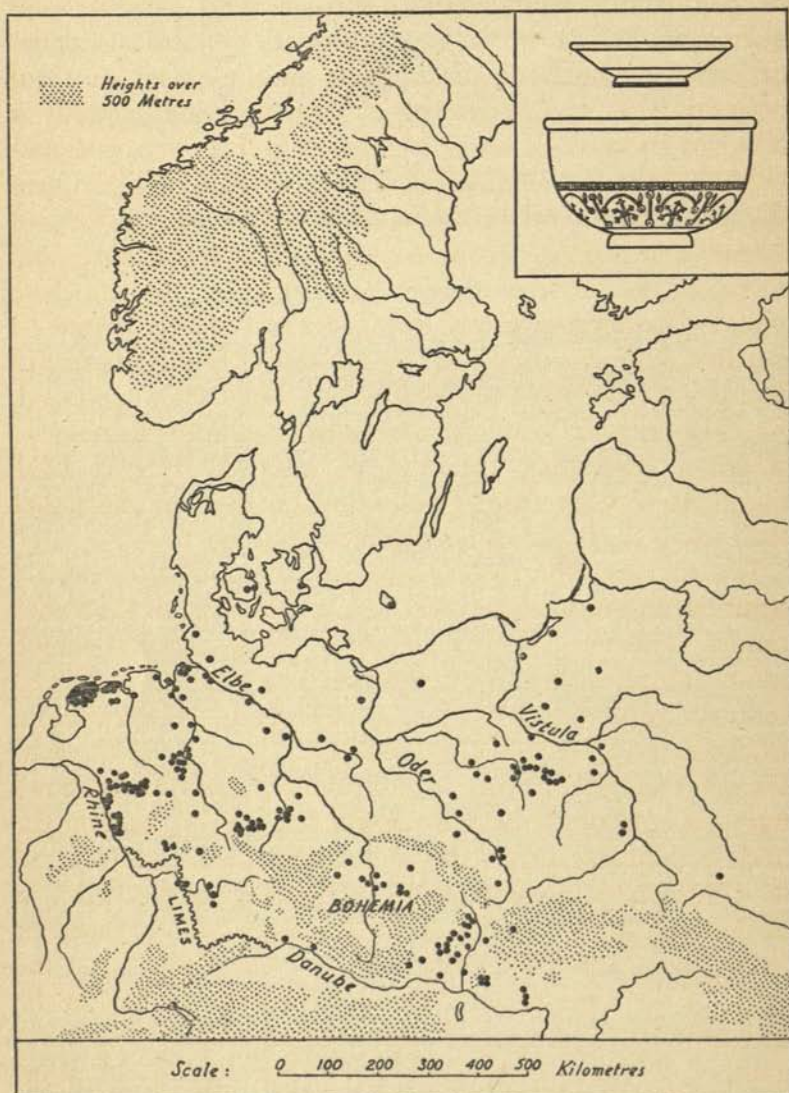 Heights over
500 Metres
Elbe
Vistula
Oder
Rhine
BOHEMIA
LIMES
Danube
Scale: 0 100 200 300 400 500 Kilometres